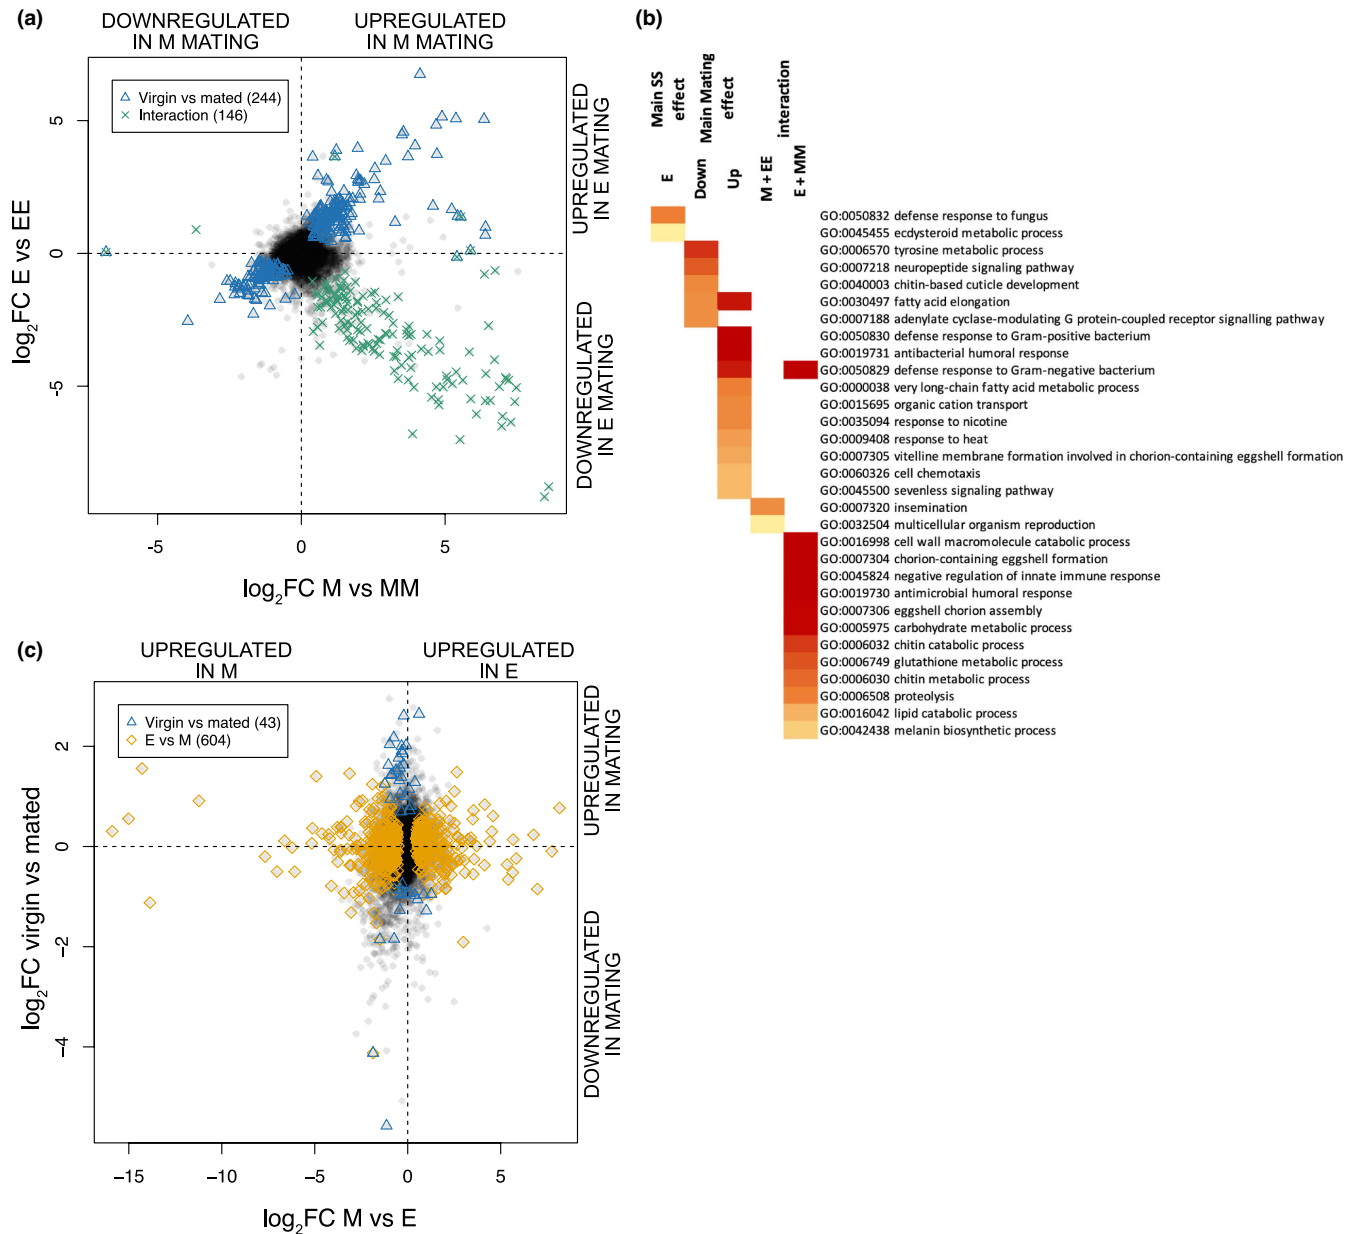 (a)
DOWNREGULATED
IN M MATING
UPREGULATED
IN M MATING
Virgin vs mated (244)
Interaction (146)
5
0
-5
log2FC E vs EE
UPREGULATED
IN E MATING
DOWNREGULATED
IN E MATING
-5
0
5
log2FC M vs MM
(b)
Main SS
effect
Main Mating
effect
interaction
E
Down
Up
M + EE
E + MM
GO:0050832 defense response to fungus
GO:0045455 ecdysteroid metabolic process
GO:0006570 tyrosine metabolic process
GO:0007218 neuropeptide signaling pathway
GO:0040003 chitin-based cuticle development
GO:0030497 fatty acid elongation
GO:0007188 adenylate cyclase-modulating G protein-coupled receptor signalling pathway
GO:0050830 defense response to Gram-positive bacterium
GO:0019731 antibacterial humoral response
GO:0050829 defense response to Gram-negative bacterium
GO:0000038 very long-chain fatty acid metabolic process
GO:0015695 organic cation transport
GO:0035094 response to nicotine
GO:0009408 response to heat
GO:0007305 vitelline membrane formation involved in chorion-containing eggshell formation
GO:0060326 cell chemotaxis
GO:0045500 sevenless signaling pathway
GO:0007320 insemination
GO:0032504 multicellular organism reproduction
GO:0016998 cell wall macromolecule catabolic process
GO:0007304 chorion-containing eggshell formation
GO:0045824 negative regulation of innate immune response
GO:0019730 antimicrobial humoral response
GO:0007306 eggshell chorion assembly
GO:0005975 carbohydrate metabolic process
GO:0006032 chitin catabolic process
GO:0006749 glutathione metabolic process
GO:0006030 chitin metabolic process
GO:0006508 proteolysis
GO:0016042 lipid catabolic process
GO:0042438 melanin biosynthetic process
(c)
UPREGULATED
IN M
UPREGULATED
IN E
Virgin vs mated (43)
E vs M (604)
2
0
−2
−4
log2FC virgin vs mated
UPREGULATED
IN MATING
DOWNREGULATED
IN MATING
−15
−10
−5
0
5
log2FC M vs E